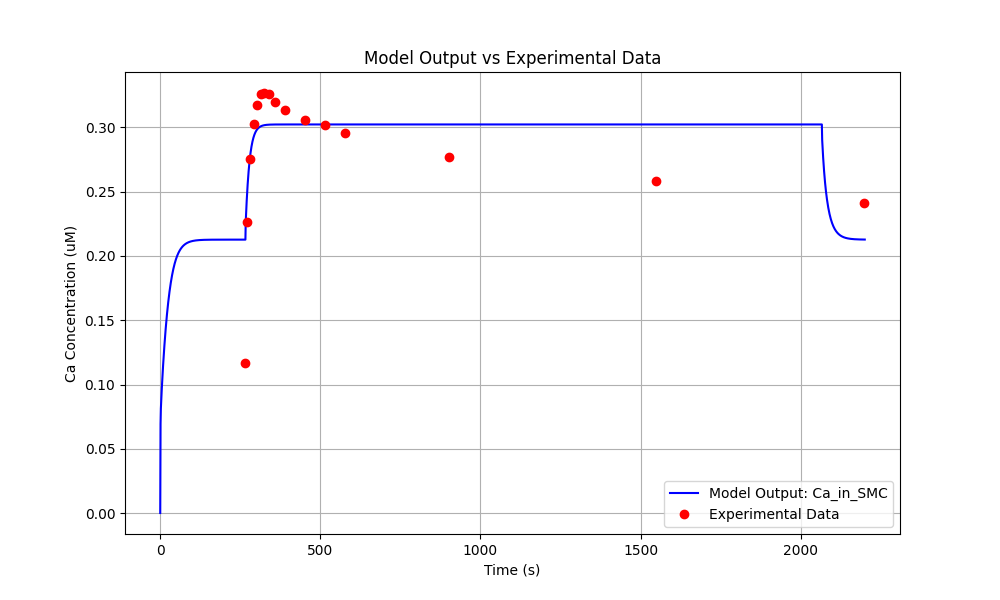 Model Output vs Experimental Data
Ca Concentration (uM)
0.30
0.25
0.20
0.15
0.10
0.05
0.00
0
500
1000
1500
2000
Time (s)
Model Output: Ca_in_SMC
Experimental Data